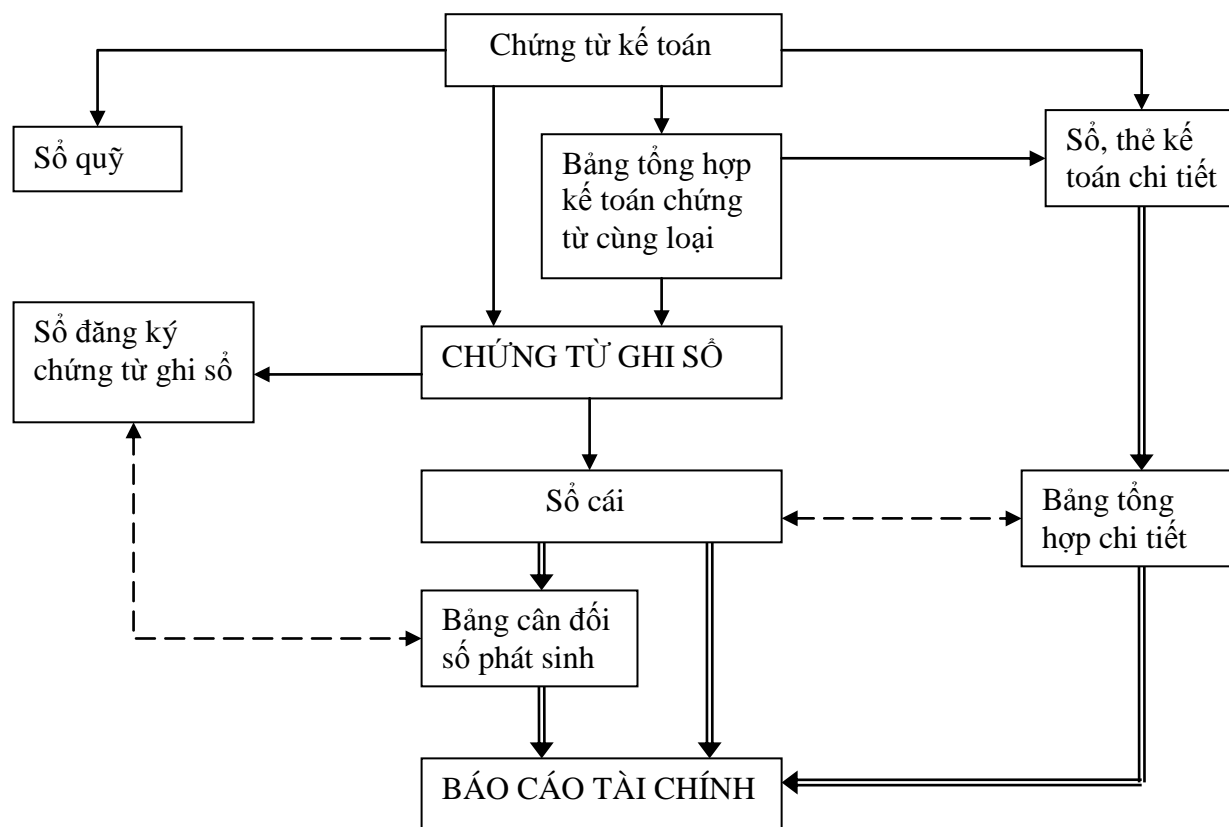 Chứng từ kế toán
Sổ quỹ
Bảng tổng hợp
kế toán chứng
từ cùng loại
Sổ, thẻ kế
toán chi tiết
Sổ đăng ký
chứng từ ghi sổ
CHỨNG TỪ GHI SỔ
Sổ cái
Bảng tổng
hợp chi tiết
Bảng cân đối
số phát sinh
BÁO CÁO TÀI CHÍNH